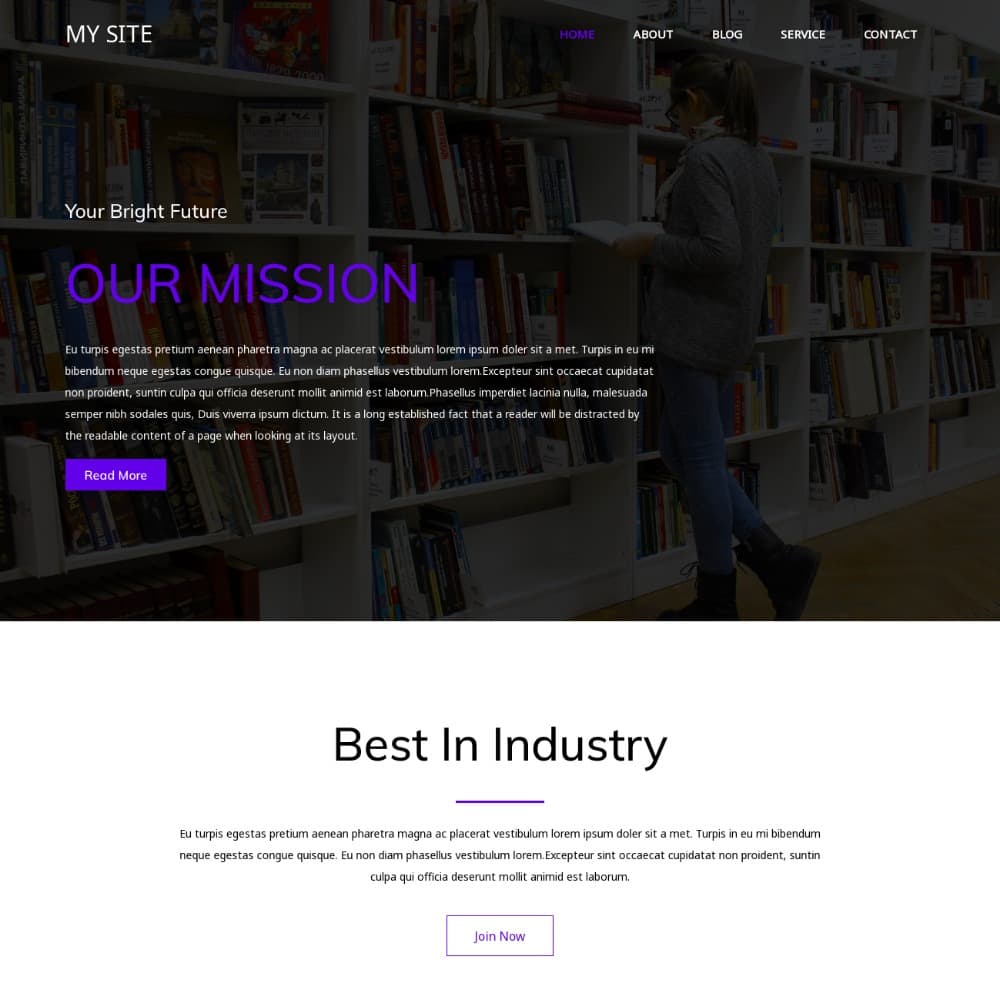 MY SITE
HOME ABOUT BLOG SERVICE CONTACT
Your Bright Future
OUR MISSION
Eu turpis egestas pretium aenean pharetra magna ac placerat vestibulum lorem ipsum doler sit a met. Turpis in eu mi
bibendum neque egestas congue quisque. Eu non diam phasellus vestibulum lorem.Excepteur sint occaecat cupidatat
non proident, suntin culpa qui officia deserunt mollit animid est laborum.Phasellus imperdiet lacinia nulla, malesuada
semper nibh sodales quis, Duis viverra ipsum dictum. It is a long established fact that a reader will be distracted by
the readable content of a page when looking at its layout.
Read More
Best In Industry
Eu turpis egestas pretium aenean pharetra magna ac placerat vestibulum lorem ipsum doler sit a met. Turpis in eu mi bibendum
neque egestas congue quisque. Eu non diam phasellus vestibulum lorem.Excepteur sint occaecat cupidatat non proident, suntin
culpa qui officia deserunt mollit animid est laborum.
Join Now